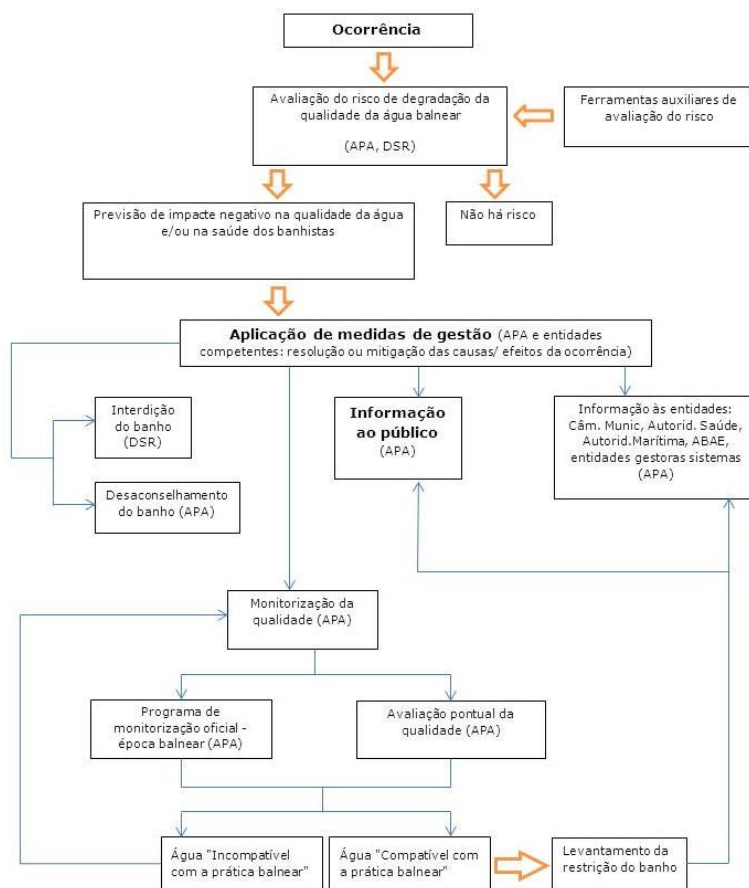 Ocorrência
Avaliação do risco de degradação da
qualidade da água balnear
(APA, DSR)
Ferramentas auxiliares de
avaliação do risco
Previsão de impacte negativo na qualidade da água
e/ou na saúde dos banhistas
Não há risco
Aplicação de medidas de gestão (APA e entidades
competentes: resolução ou mitigação das causas/ efeitos da ocorrência)
Interdição
do banho
(DSR)
Desaconselhamento
do banho (APA)
Informação
ao público
(APA)
Informação às entidades:
Câm. Munic, Autorid. Saúde,
Autorid.Marítima, ABAE,
entidades gestoras sistemas
(APA)
Monitorização da
qualidade (APA)
Programa de
monitorização oficial -
época balnear (APA)
Avaliação pontual da
qualidade (APA)
Água "Incompatível
com a prática balnear"
Água "Compatível com
a prática balnear"
Levantamento da
restrição do banho